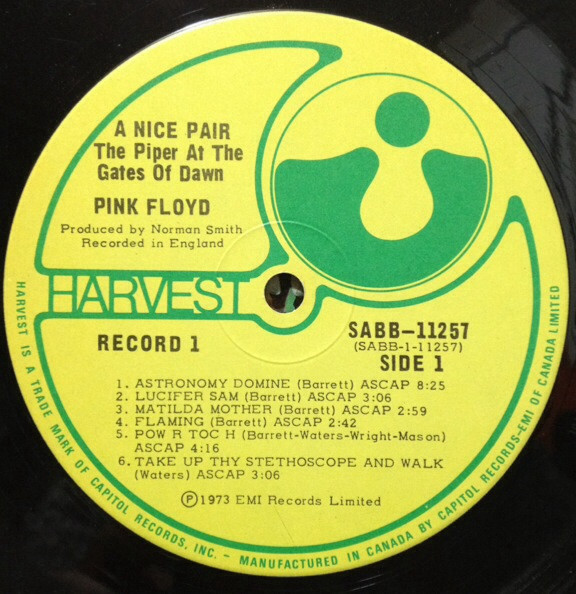 A NICE PAIR
The Piper At The
Gates Of Dawn
PINK FLOYD
Produced by Norman Smith
Recorded in England
HARVEST
RECORD 1
SABB-11257
(SABB-1-11257)
SIDE 1
1. ASTRONOMY DOMINE (Barrett) ASCAP 8:25
2. LUCIFER SAM (Barrett) ASCAP 3:06
3. MATILDA MOTHER (Barrett) ASCAP 2:59
4. FLAMING (Barrett) ASCAP 2:42
5. POW R TOC H (Barrett-Waters-Wright-Mason)
ASCAP 4:16
6. TAKE UP THY STETHOSCOPE AND WALK
(Waters) ASCAP 3:06
Ⓟ1973 EMI Records Limited
HARVEST IS A TRADE MARK OF CAPITOL RECORDS, INC. ~ MANUFACTURED IN CANADA BY CAPITOL RECORDS-EMI OF CANADA LIMITED